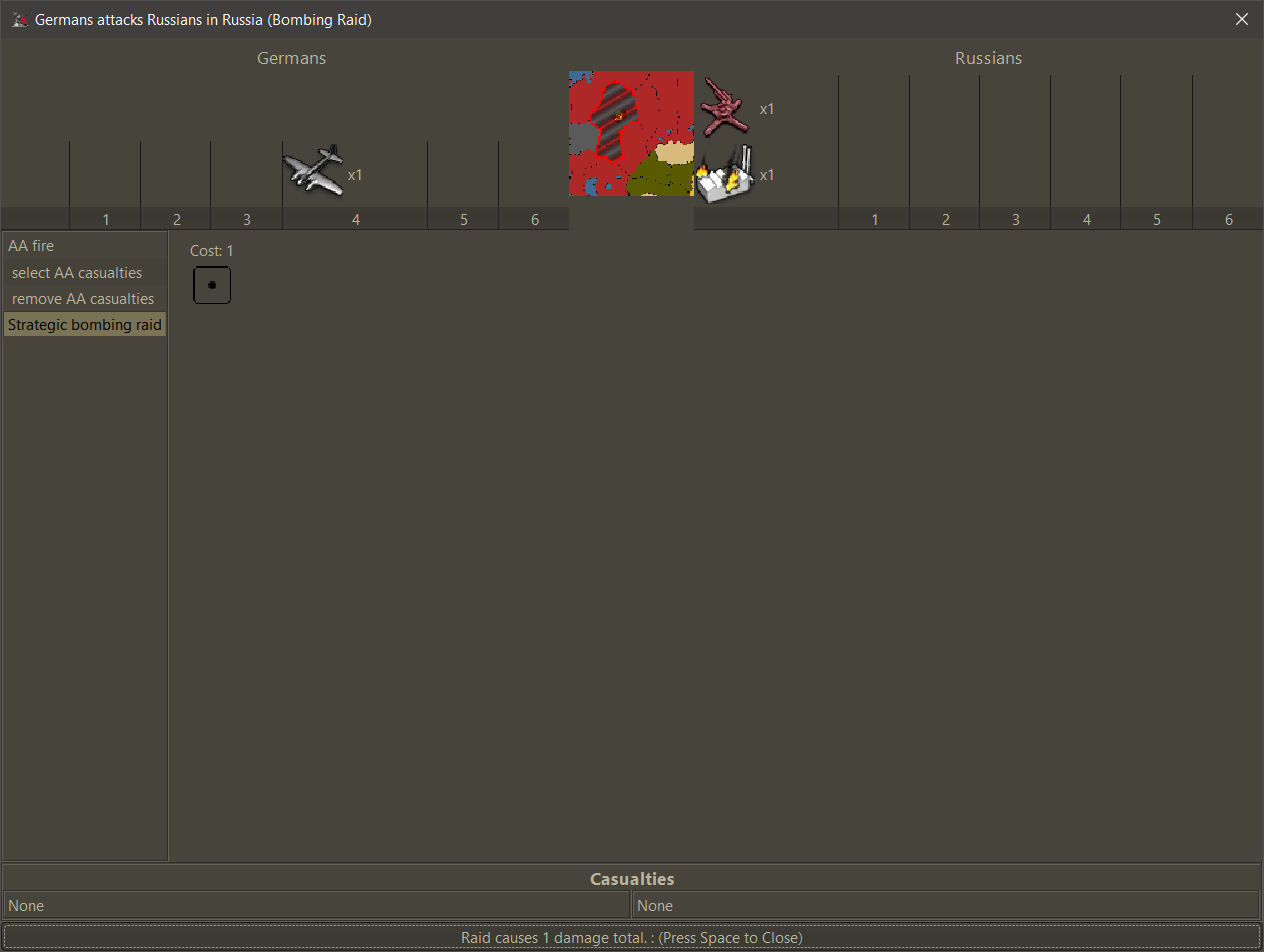 Germans attacks Russians in Russia (Bombing Raid)
Germans
Russians
x1
x1
x1
1 2 3 4 5 6
1 2 3 4 5 6
AA fire
select AA casualties
remove AA casualties
Strategic bombing raid
Cost: 1
Casualties
None
None
Raid causes 1 damage total. : (Press Space to Close)